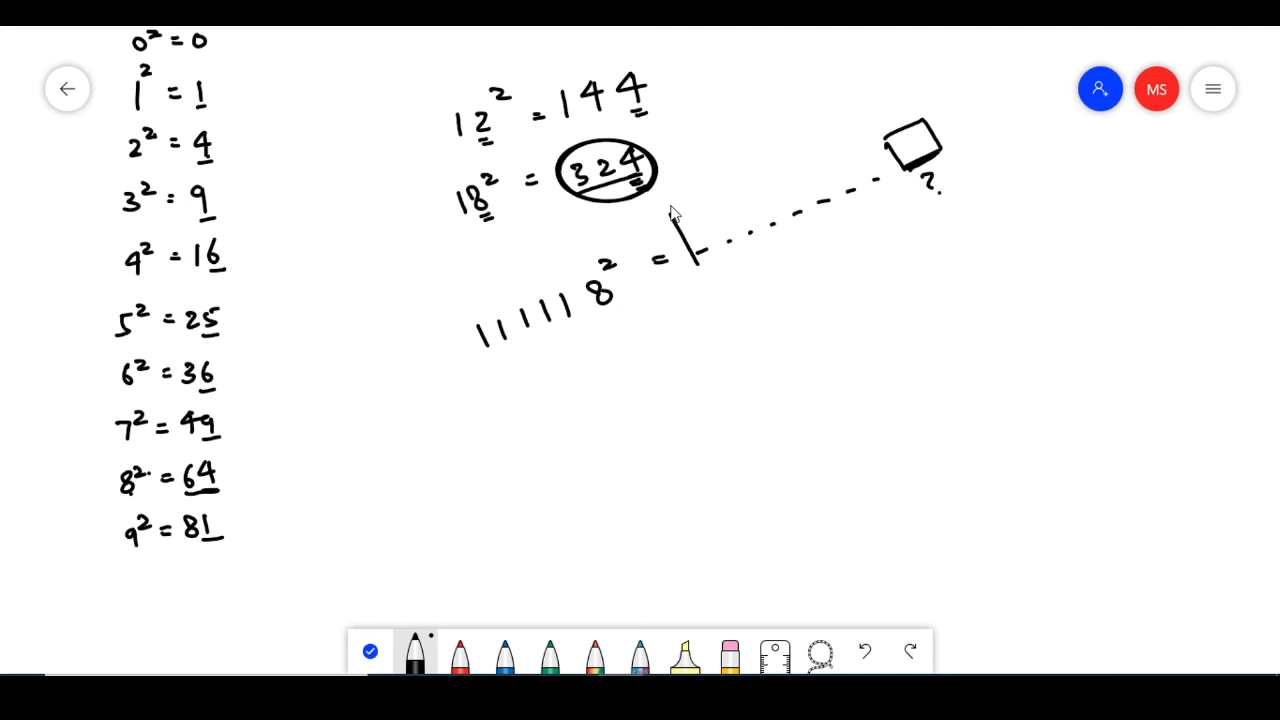 0² = 0
1² = 1
2² = 4
3² = 9
4² = 16
5² = 25
6² = 36
7² = 49
8² = 64
9² = 81
12² = 144
18² = 324
111118² = 1 - . . . - - - - ?
MS